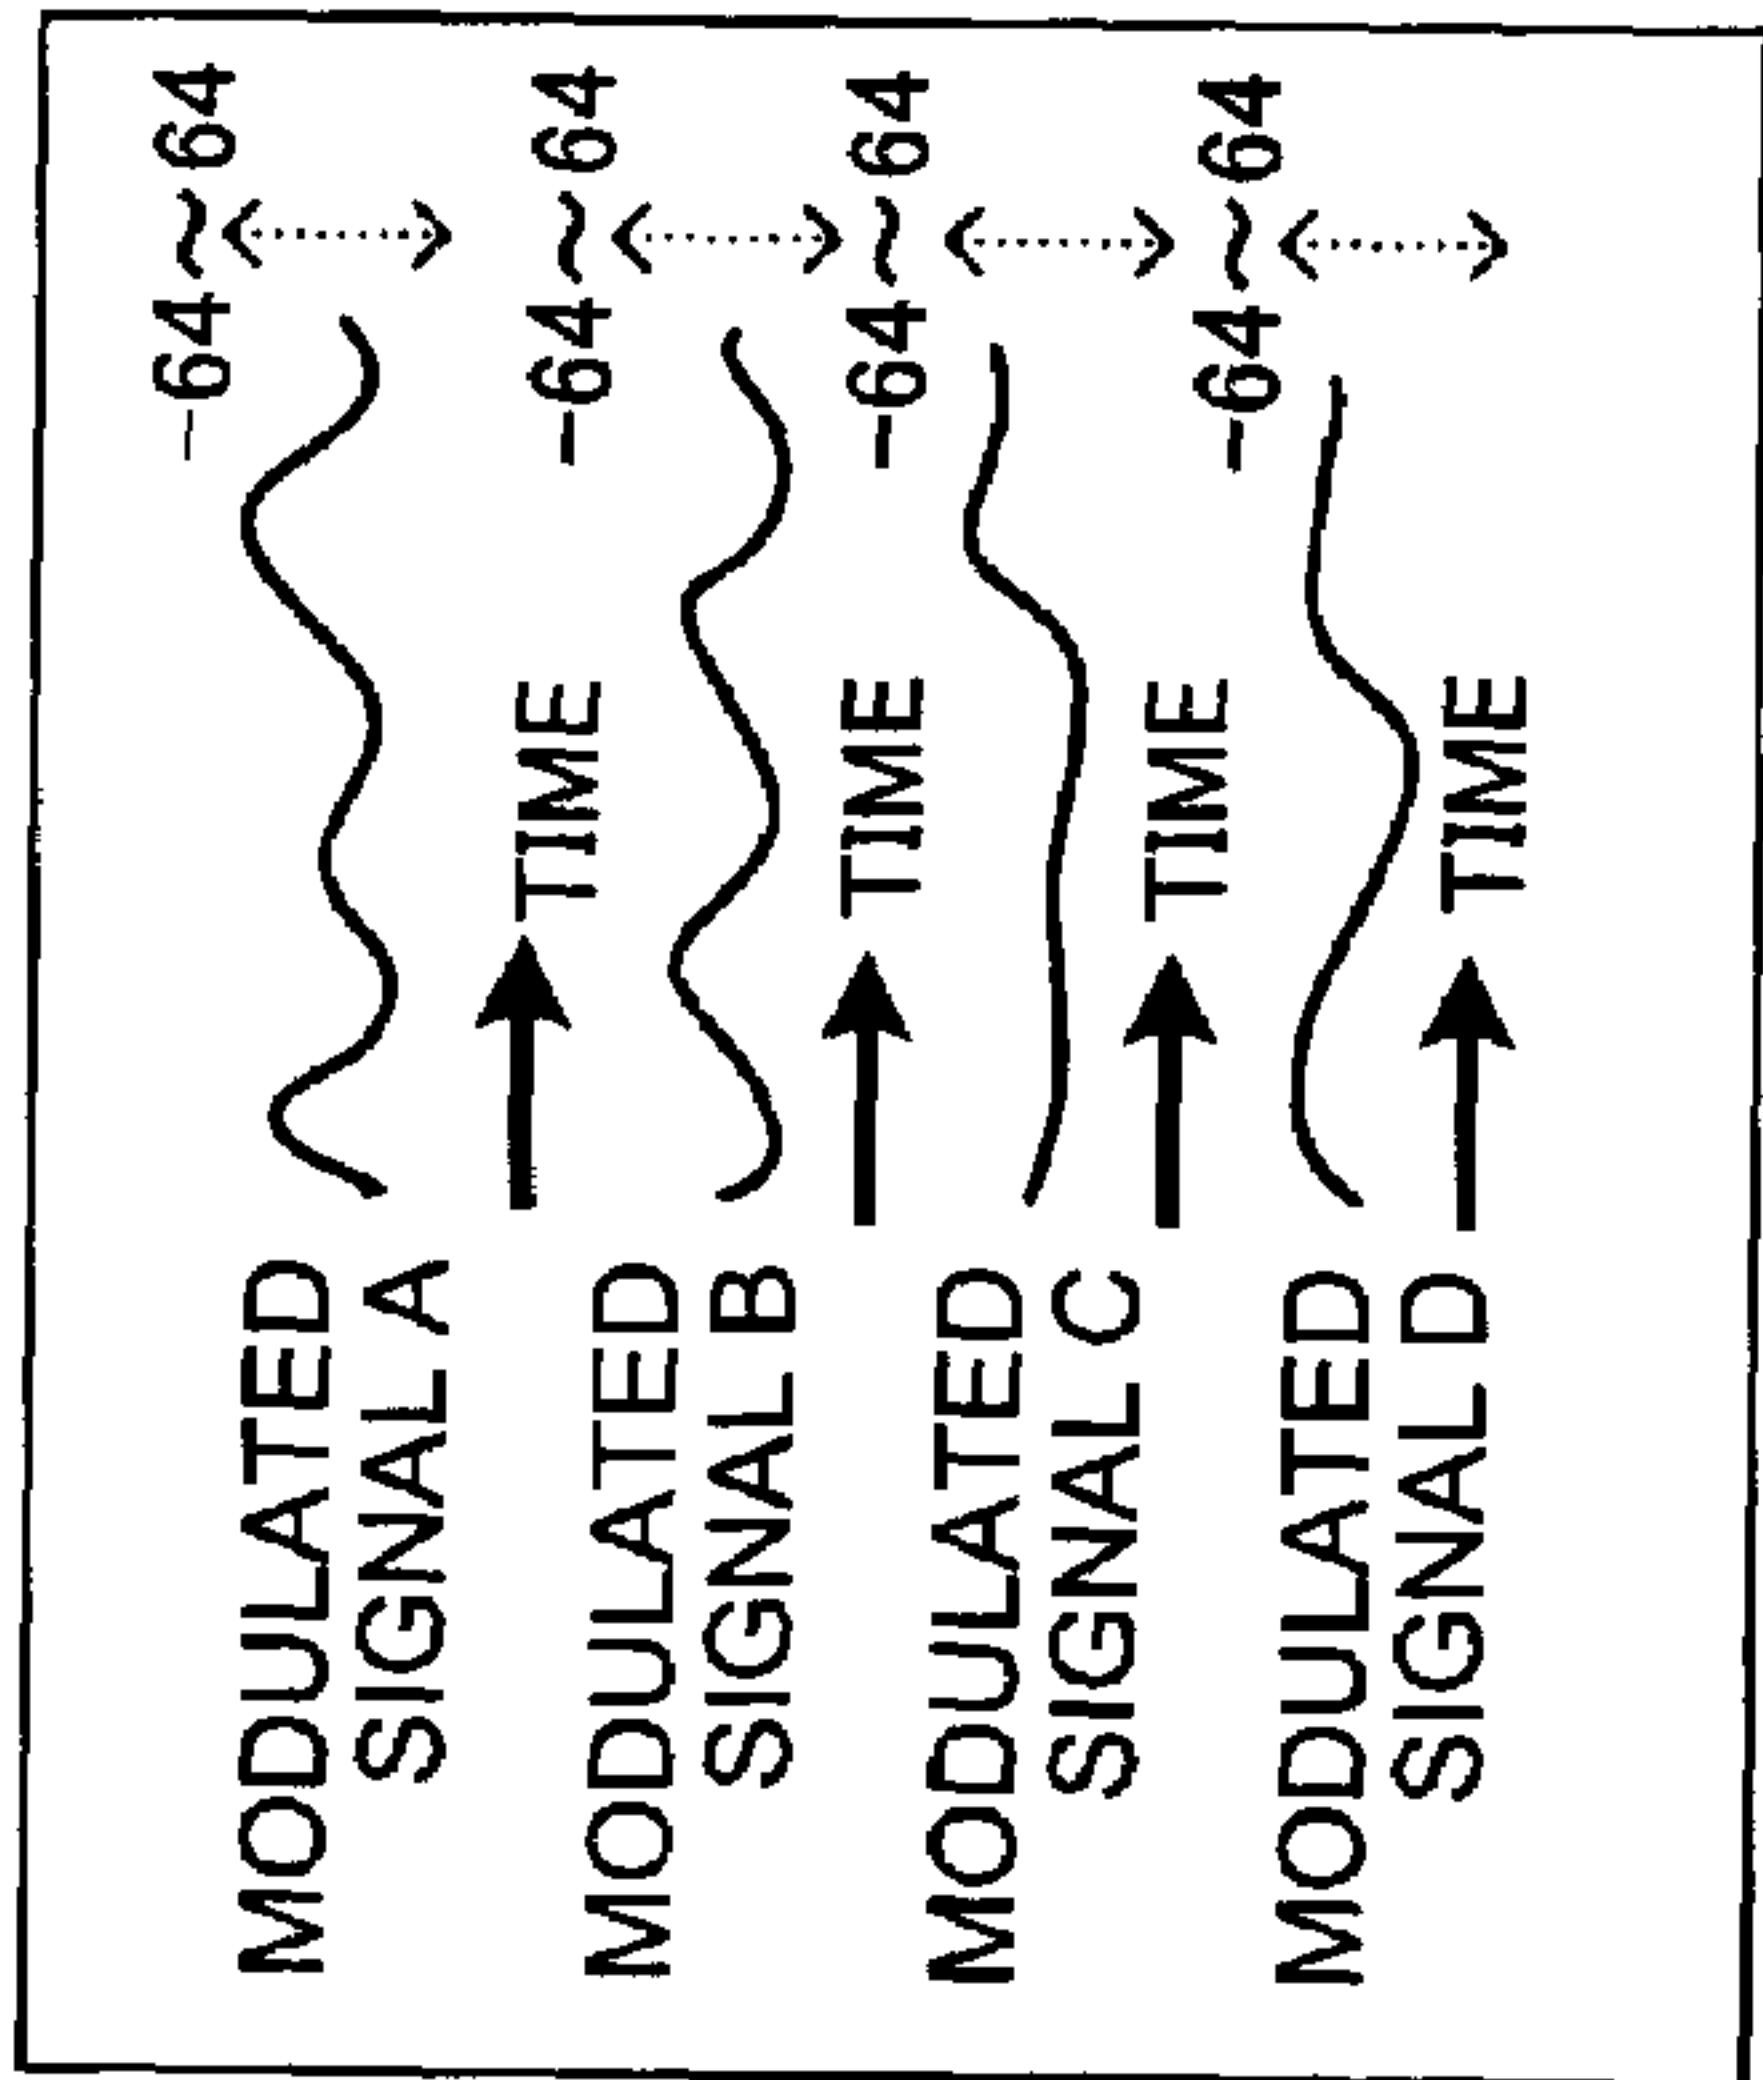 MODULATED
SIGNAL A
-64~64
TIME
MODULATED
SIGNAL B
-64~64
TIME
MODULATED
SIGNAL C
-64~64
TIME
MODULATED
SIGNAL D
-64~64
TIME